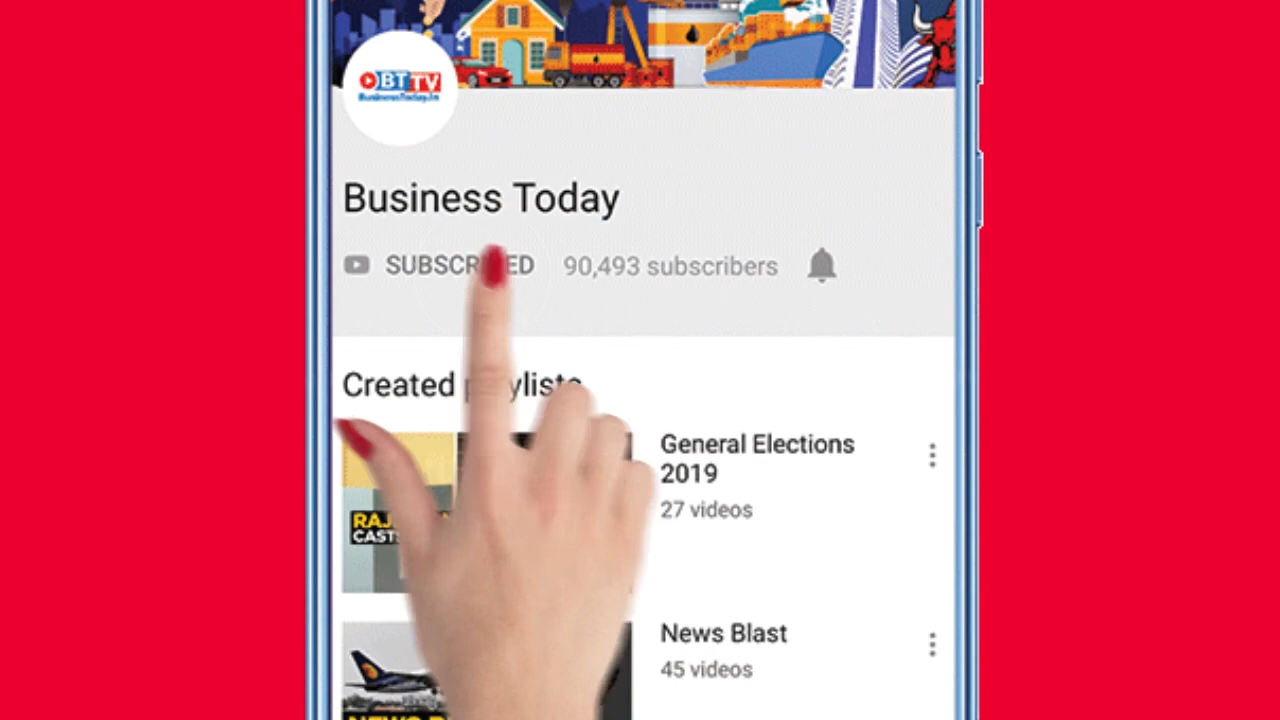 BT TV
BusinessToday.In
Business Today
90,493 subscribers
General Elections
2019
27 videos
Created
CAST
News Blast
45 videos